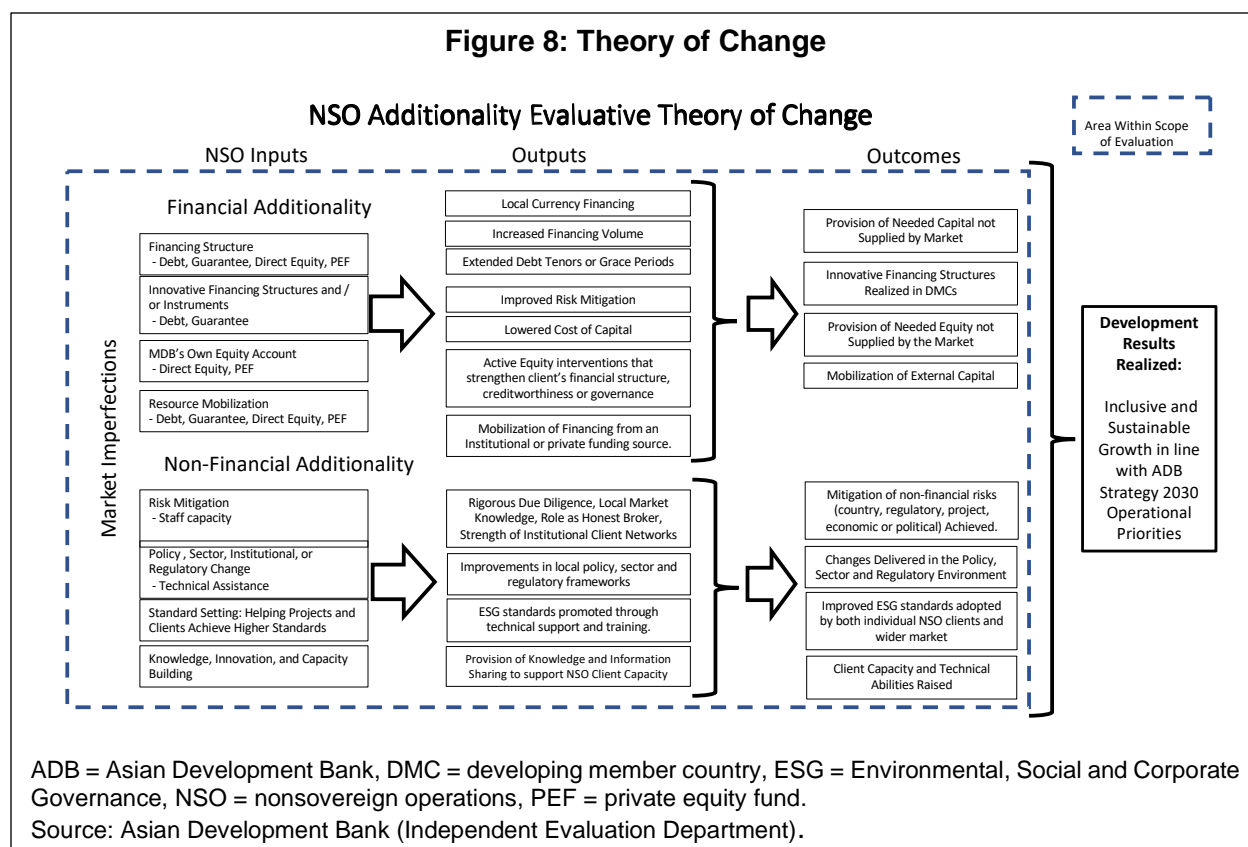 Figure 8: Theory of Change
NSO Additionality Evaluative Theory of Change
Area Within Scope
of Evaluation
NSO Inputs
Outputs
Outcomes
Market Imperfections
Financial Additionality
Financing Structure
- Debt, Guarantee, Direct Equity, PEF
Innovative Financing Structures and /
or Instruments
- Debt, Guarantee
MDB's Own Equity Account
- Direct Equity, PEF
Resource Mobilization
- Debt, Guarantee, Direct Equity, PEF
Local Currency Financing
Increased Financing Volume
Extended Debt Tenors or Grace Periods
Improved Risk Mitigation
Lowered Cost of Capital
Active Equity interventions that
strengthen client's financial structure,
creditworthiness or governance
Mobilization of Financing from an
Institutional or private funding source.
Provision of Needed Capital not
Supplied by Market
Innovative Financing Structures
Realized in DMCs
Provision of Needed Equity not
Supplied by the Market
Mobilization of External Capital
Non-Financial Additionality
Risk Mitigation
- Staff capacity
Policy , Sector, Institutional, or
Regulatory Change
- Technical Assistance
Standard Setting: Helping Projects and
Clients Achieve Higher Standards
Knowledge, Innovation, and Capacity
Building
Rigorous Due Diligence, Local Market
Knowledge, Role as Honest Broker,
Strength of Institutional Client Networks
Improvements in local policy, sector and
regulatory frameworks
ESG standards promoted through
technical support and training.
Provision of Knowledge and Information
Sharing to support NSO Client Capacity
Mitigation of non-financial risks
(country, regulatory, project,
economic or political) Achieved.
Changes Delivered in the Policy,
Sector and Regulatory Environment
Improved ESG standards adopted
by both individual NSO clients and
wider market
Client Capacity and Technical
Abilities Raised
Development
Results
Realized:
Inclusive and
Sustainable
Growth in line
with ADB
Strategy 2030
Operational
Priorities
ADB = Asian Development Bank, DMC = developing member country, ESG = Environmental, Social and Corporate
Governance, NSO = nonsovereign operations, PEF = private equity fund.
Source: Asian Development Bank (Independent Evaluation Department).